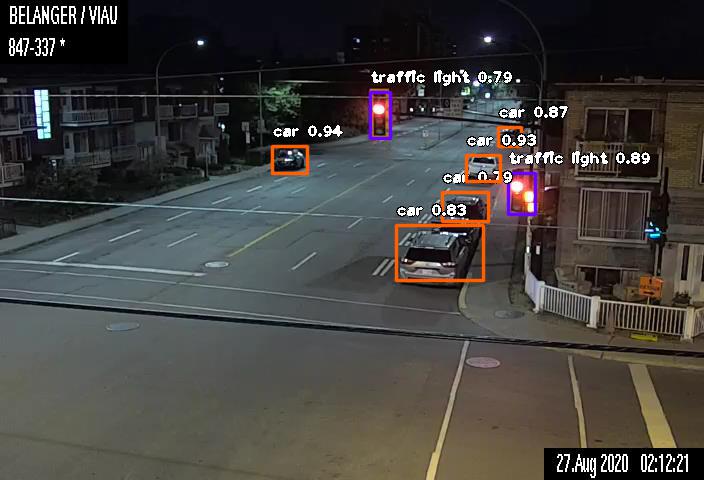 BELANGER / VIAU
847-337 *
traffic light 0.79
car 0.87
car 0.94
car 0.93
traffic light 0.89
car 0.79
car 0.83
27.Aug 2020 02:12:21